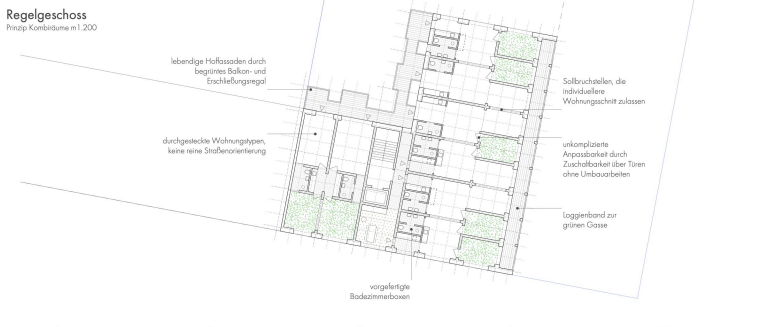 Regelgeschoss
Prinzip Kombiräume m1.200
lebendige Hoffassaden durch
begrüntes Balkon- und
Erschließungsregal
durchgesteckte Wohnungstypen,
keine reine Straßenorientierung
Sollbruchstellen, die
individuellere
Wohnungsschnitt zulassen
unkomplizierte
Anpassbarkeit durch
Zuschaltbarkeit über Türen
ohne Umbauarbeiten
Loggienband zur
grünen Gasse
vorgefertigte
Badezimmerboxen